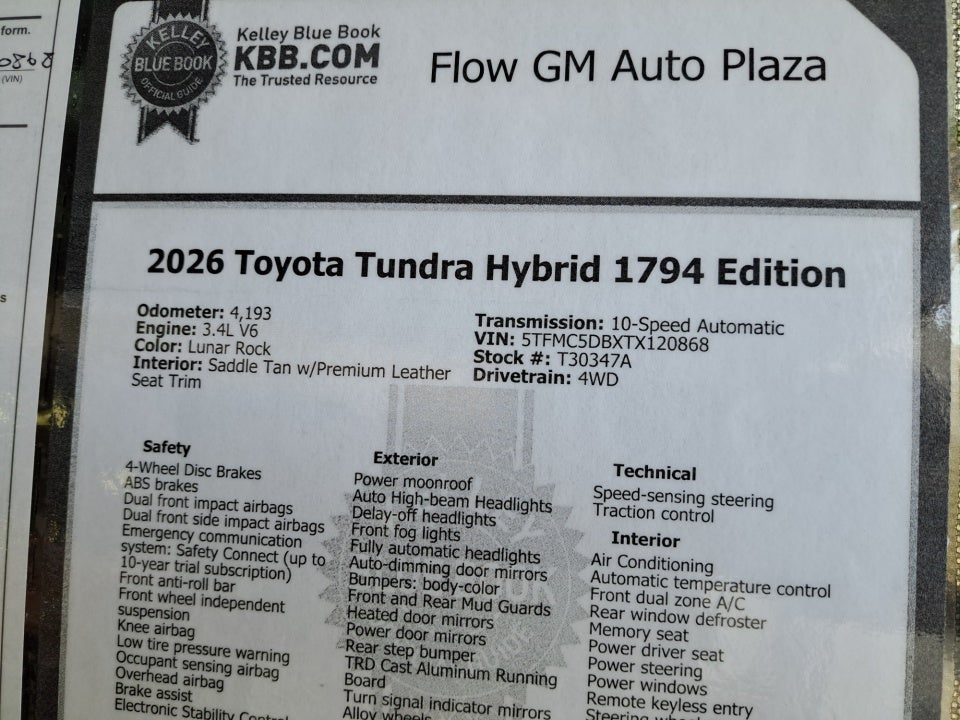 form.
0868
(VIN)
s
KELLEY
BLUE BOOK
OFFICIAL GUIDE
Kelley Blue Book
KBB.COM
The Trusted Resource
Flow GM Auto Plaza
2026 Toyota Tundra Hybrid 1794 Edition
Odometer: 4,193
Engine: 3.4L V6
Color: Lunar Rock
Interior: Saddle Tan w/Premium Leather
Seat Trim
Transmission: 10-Speed Automatic
VIN: 5TFMC5DBXTX120868
Stock #: T30347A
Drivetrain: 4WD
Safety
4-Wheel Disc Brakes
ABS brakes
Dual front impact airbags
Dual front side impact airbags
Emergency communication
system: Safety Connect (up to
10-year trial subscription)
Front anti-roll bar
Front wheel independent
suspension
Knee airbag
Low tire pressure warning
Occupant sensing airbag
Overhead airbag
Brake assist
Electronic Stability Control
Exterior
Power moonroof
Auto High-beam Headlights
Delay-off headlights
Front fog lights
Fully automatic headlights
Auto-dimming door mirrors
Bumpers: body-color
Front and Rear Mud Guards
Heated door mirrors
Power door mirrors
Rear step bumper
TRD Cast Aluminum Running
Board
Turn signal indicator mirrors
Alloy wheels
Technical
Speed-sensing steering
Traction control
Interior
Air Conditioning
Automatic temperature control
Front dual zone A/C
Rear window defroster
Memory seat
Power driver seat
Power steering
Power windows
Remote keyless entry
Steering